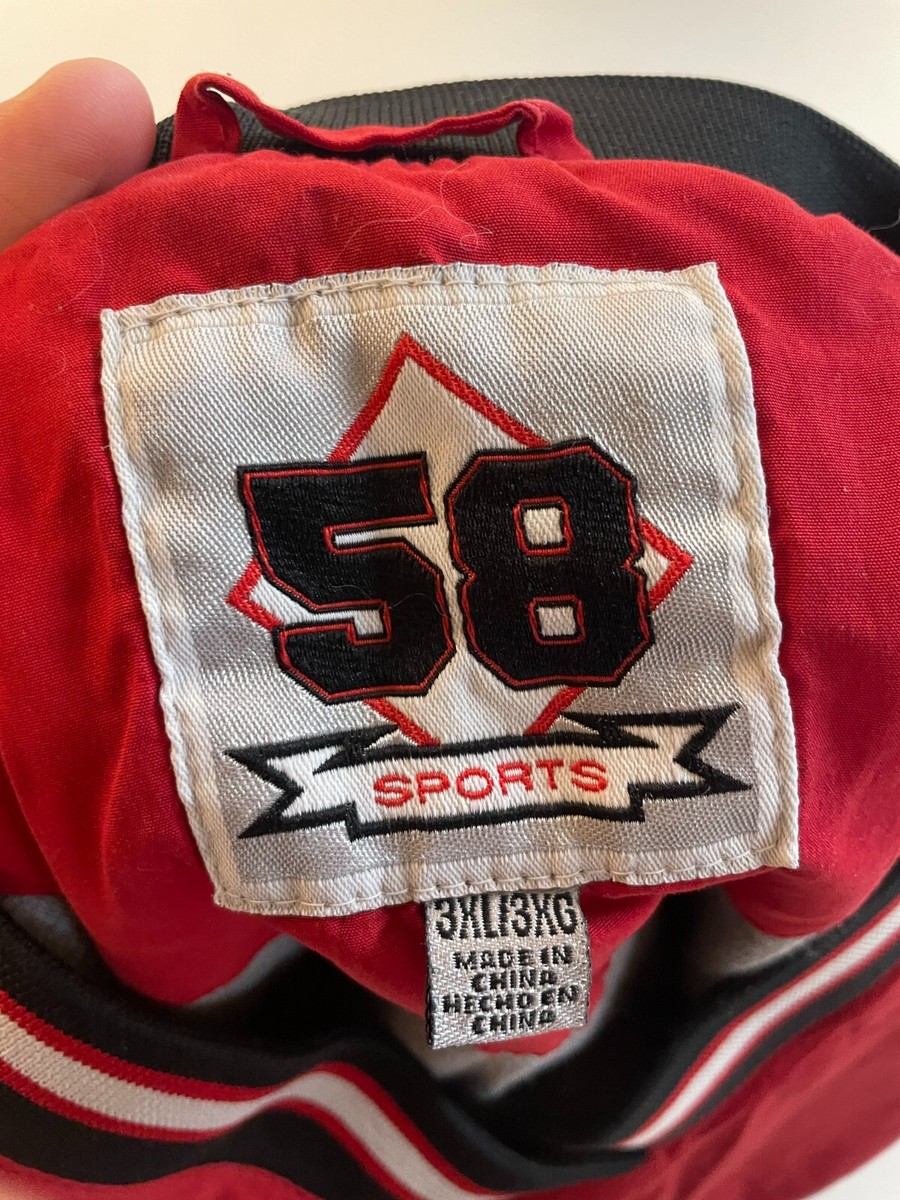 58
SPORTS
3XL/3XG
MADE IN
CHINA
HECHO EN
CHINA